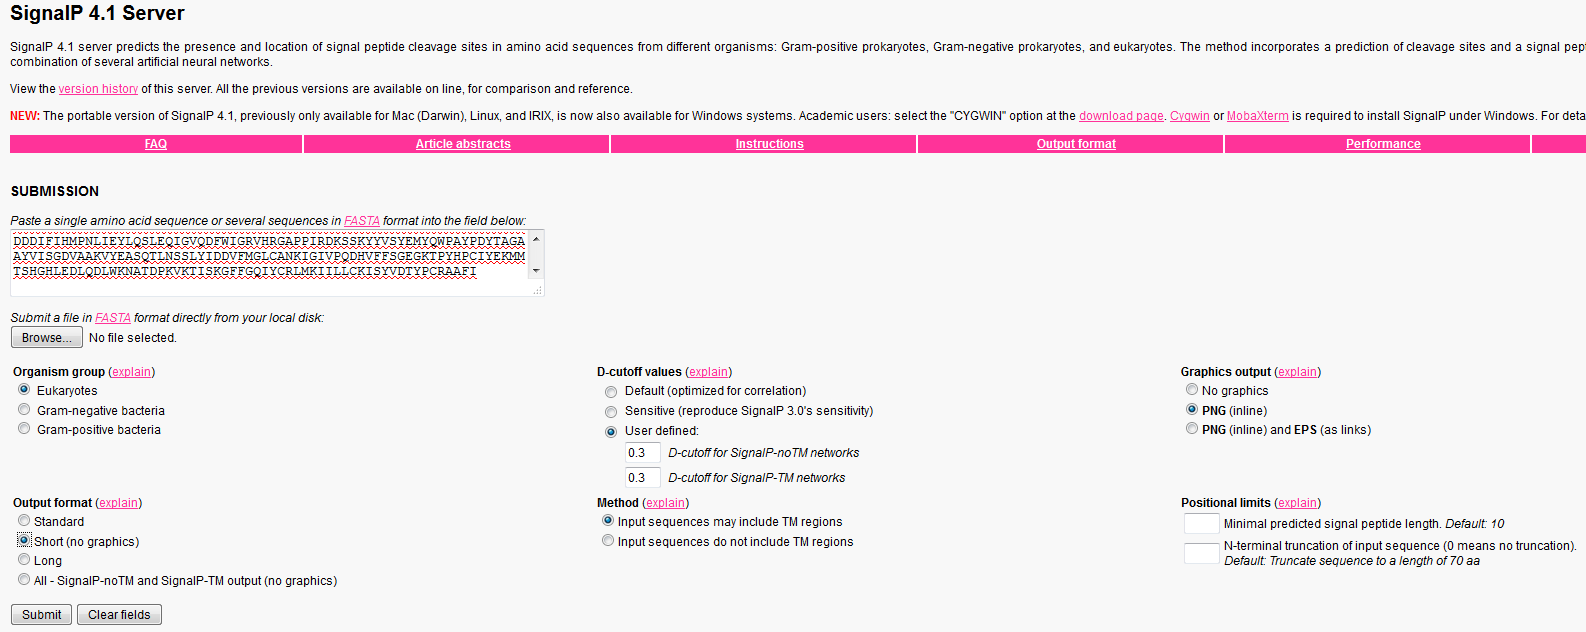 SignalP 4.1 Server
SignalP 4.1 server predicts the presence and location of signal peptide cleavage sites in amino acid sequences from different organisms: Gram-positive prokaryotes, Gram-negative prokaryotes, and eukaryotes. The method incorporates a prediction of cleavage sites and a signal pept
combination of several artificial neural networks.
View the version history of this server. All the previous versions are available on line, for comparison and reference.
NEW: The portable version of SignalP 4.1, previously only available for Mac (Darwin), Linux, and IRIX, is now also available for Windows systems. Academic users: select the "CYGWIN" option at the download page. Cygwin or MobaXterm is required to install SignalP under Windows. For deta
FAQ Article abstracts Instructions Output format Performance
SUBMISSION
Paste a single amino acid sequence or several sequences in FASTA format into the field below:
DDDIFIHMPNLIEYLQSLEQIGVQDFWIGRVHRGAPPIRDKSSKYYVSYEMYQWPAYPDYTAGA
AYVISGDVAAKVYEASQTLNSSLYIDDVFMGLCANKIGIVPQDHVFFSGEGKTPYHPCIYEKMM
TSHGHLEDLQDLWKNATDPKVKTISKGFFGQIYCRLMKIILLCKISYVDTYPCRAAFI
Submit a file in FASTA format directly from your local disk:
Browse... No file selected.
Organism group (explain) D-cutoff values (explain) Graphics output (explain)
Eukaryotes Default (optimized for correlation) No graphics
Gram-negative bacteria Sensitive (reproduce SignalP 3.0's sensitivity) PNG (inline)
Gram-positive bacteria User defined: PNG (inline) and EPS (as links)
0.3 D-cutoff for SignalP-noTM networks
0.3 D-cutoff for SignalP-TM networks
Output format (explain) Method (explain) Positional limits (explain)
Standard Input sequences may include TM regions Minimal predicted signal peptide length. Default: 10
Short (no graphics) Input sequences do not include TM regions N-terminal truncation of input sequence (0 means no truncation).
Long Default: Truncate sequence to a length of 70 aa
All - SignalP-noTM and SignalP-TM output (no graphics)
Submit Clear fields